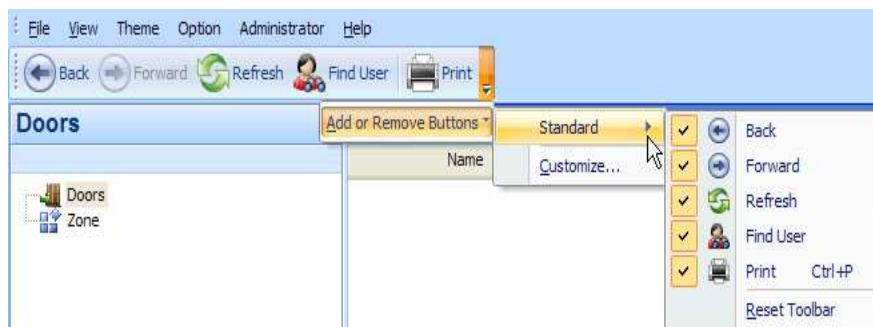 File View Theme Option Administrator Help
Back Forward Refresh Find User Print
Doors
Add or Remove Buttons
Standard
Customize...
Name
Doors
Zone
Back
Forward
Refresh
Find User
Print Ctrl+P
Reset Toolbar